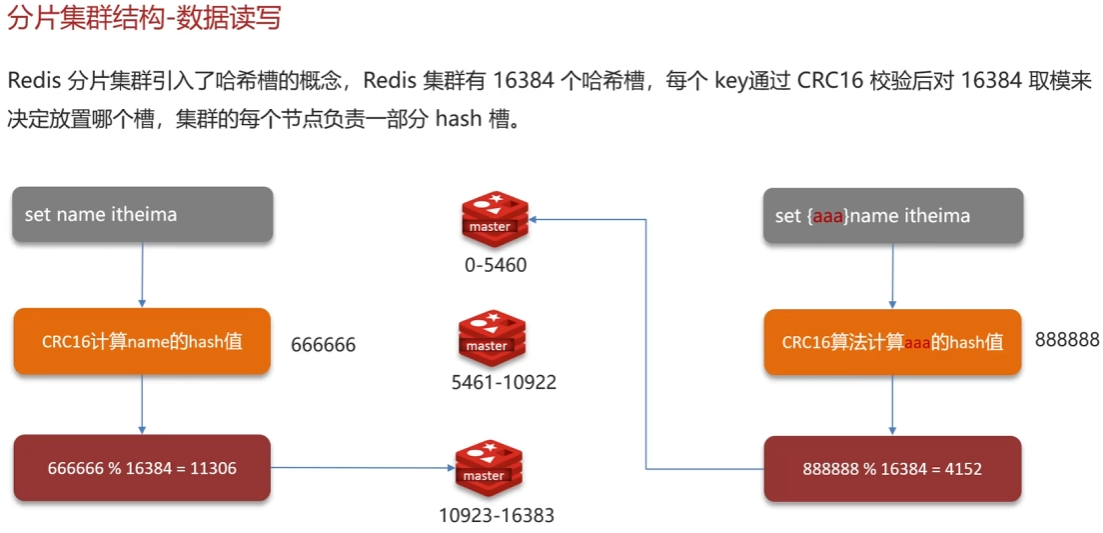 分片集群结构-数据读写
Redis 分片集群引入了哈希槽的概念，Redis 集群有 16384 个哈希槽，每个 key通过 CRC16 校验后对 16384 取模来
决定放置哪个槽，集群的每个节点负责一部分 hash 槽。
set name itheima
CRC16计算name的hash值
666666
666666 % 16384 = 11306
master
0-5460
master
5461-10922
master
10923-16383
set {aaa}name itheima
CRC16算法计算aaa的hash值
888888
888888 % 16384 = 4152